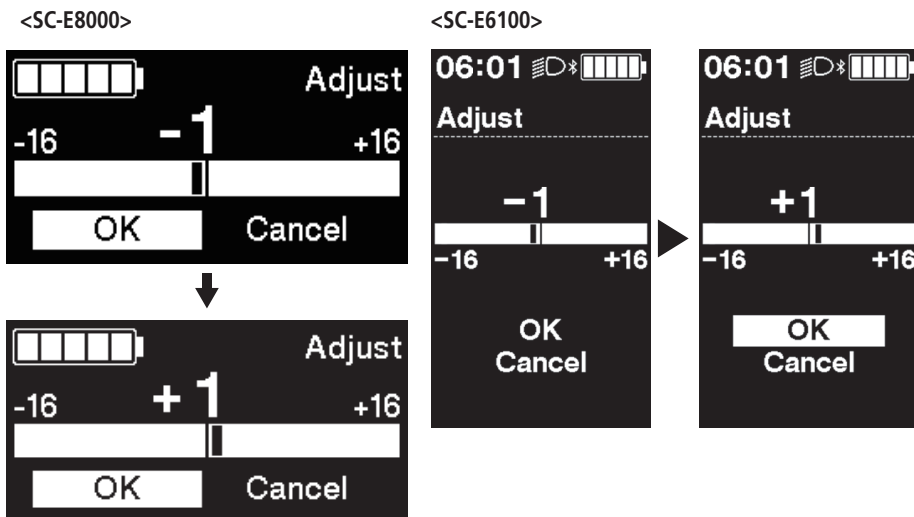 <SC-E8000>
Adjust
-1
-16 +16
OK Cancel
Adjust
+1
-16 +16
OK Cancel
<SC-E6100>
06:01
Adjust
-1
-16 +16
OK
Cancel
06:01
Adjust
+1
-16 +16
OK
Cancel